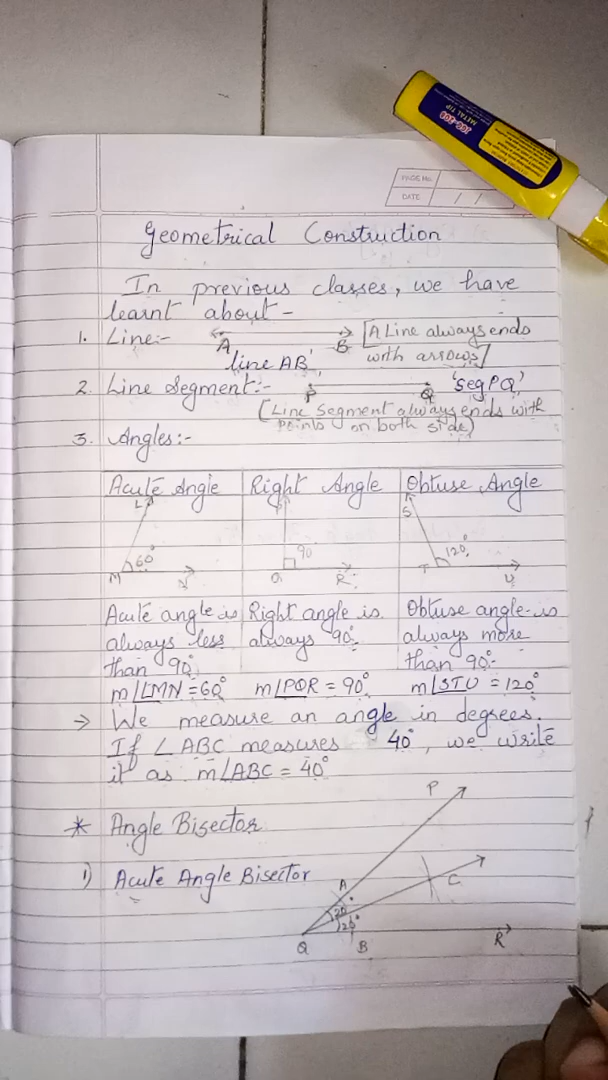 JOB-308
METAL TIP
PAGE No.
DATE / /
Geometrical Construction
In previous classes, we have
learnt about -
1. Line:- A B [A Line always ends
'line AB' with arrows]
2. Line Segment:- P Q 'seg PQ'
(Line segment always ends with
points on both side)
3. Angles:-
Acute Angle Right Angle Obtuse Angle
L S
60° 90 120°
M N Q R T U
Acute angle is Right angle is Obtuse angle is
always less always 90° always more
than 90° than 90°
m∠LMN = 60° m∠PQR = 90° m∠STU = 120°
→ We measure an angle in degrees.
If ∠ABC measures 40°, we write
it as m∠ABC = 40°
P
* Angle Bisector
1) Acute Angle Bisector A C
Q B R